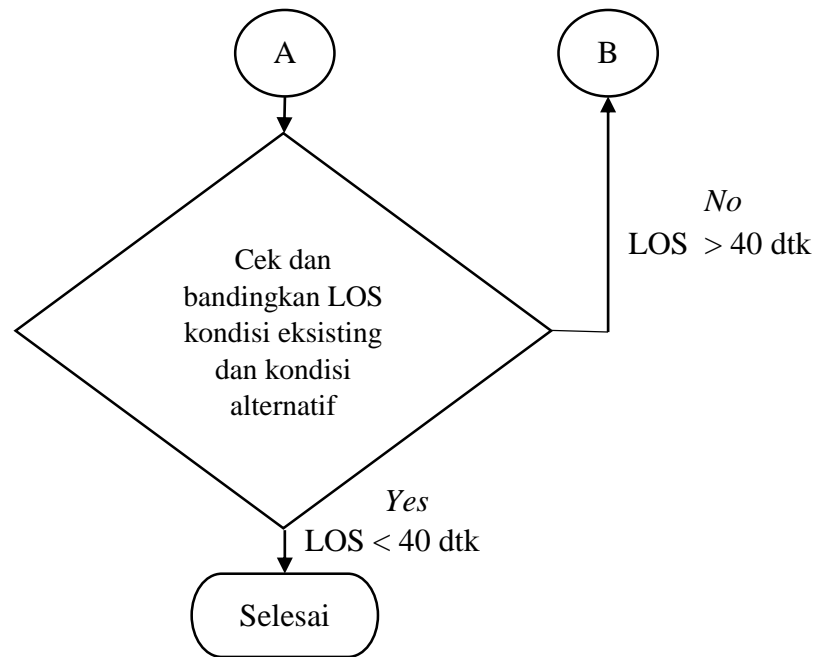 A
B
No
LOS > 40 dtk
Cek dan
bandingkan LOS
kondisi eksisting
dan kondisi
alternatif
Yes
LOS < 40 dtk
Selesai